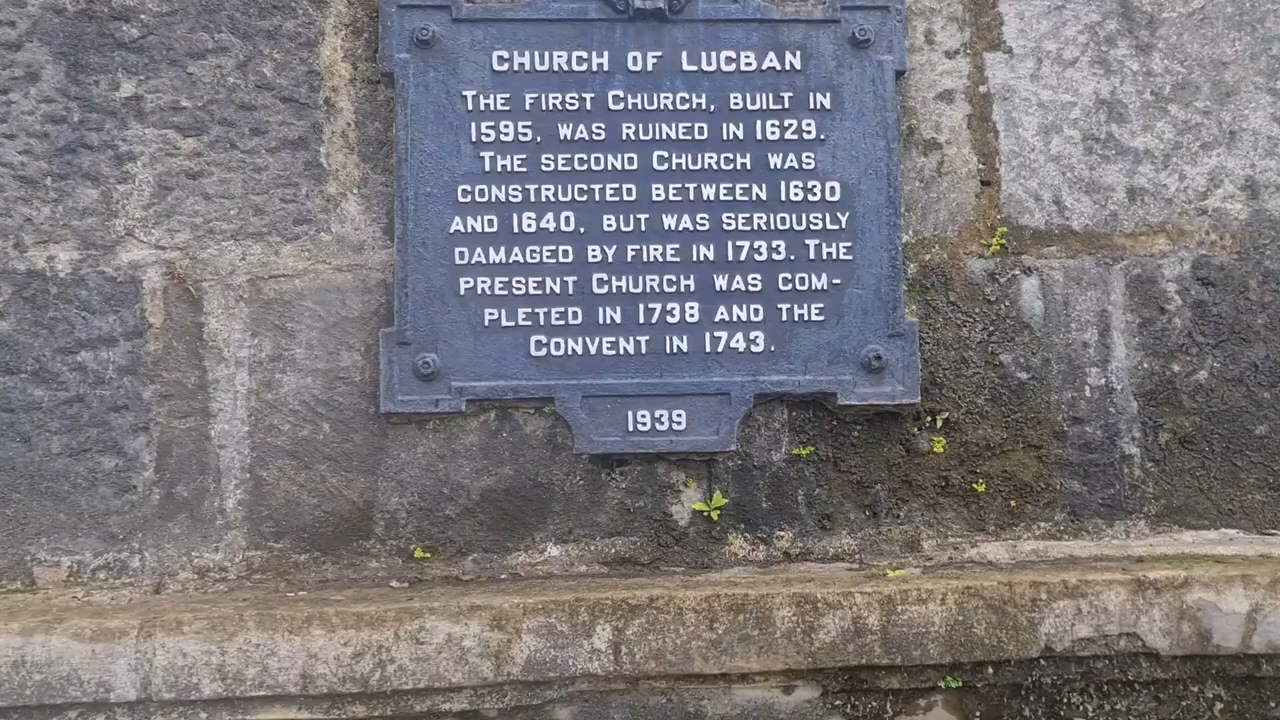 CHURCH OF LUCBAN
THE FIRST CHURCH, BUILT IN
1595, WAS RUINED IN 1629.
THE SECOND CHURCH WAS
CONSTRUCTED BETWEEN 1630
AND 1640, BUT WAS SERIOUSLY
DAMAGED BY FIRE IN 1733. THE
PRESENT CHURCH WAS COM-
PLETED IN 1738 AND THE
CONVENT IN 1743.
1939